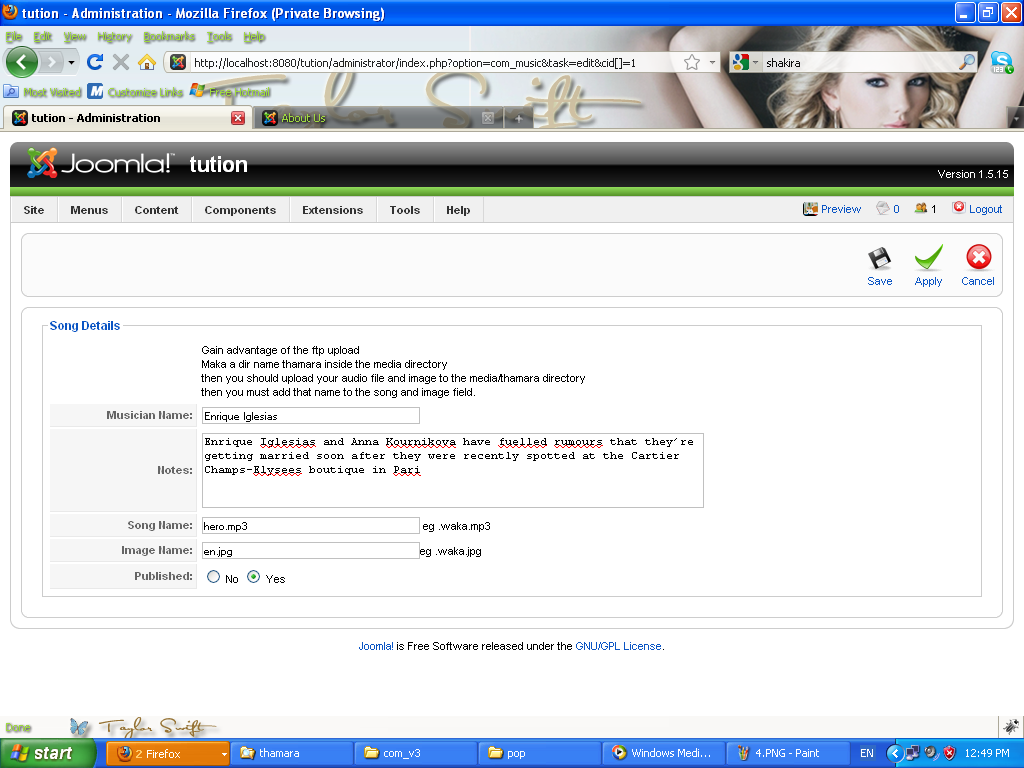 tution - Administration - Mozilla Firefox (Private Browsing)
File Edit View History Bookmarks Tools Help
http://localhost:8080/tution/administrator/index.php?option=com_music&task=edit&cid[]=1
shakira
Most Visited Customize Links Free Hotmail
Taylor Swift
tution - Administration
About Us
Joomla!™ tution
Version 1.5.15
Site Menus Content Components Extensions Tools Help
Preview 0 1 Logout
Save Apply Cancel
Song Details
Gain advantage of the ftp upload
Maka a dir name thamara inside the media directory
then you should upload your audio file and image to the media/thamara directory
then you must add that name to the song and image field.
Musician Name: Enrique Iglesias
Notes:
Enrique Iglesias and Anna Kournikova have fuelled rumours that they're
getting married soon after they were recently spotted at the Cartier
Champs-Elysees boutique in Pari
Song Name: hero.mp3 eg .waka.mp3
Image Name: en.jpg eg .waka.jpg
Published: No Yes
Joomla! is Free Software released under the GNU/GPL License.
Done
Taylor Swift
start 2 Firefox thamara com_v3 pop Windows Medi... 4.PNG - Paint EN 12:49 PM